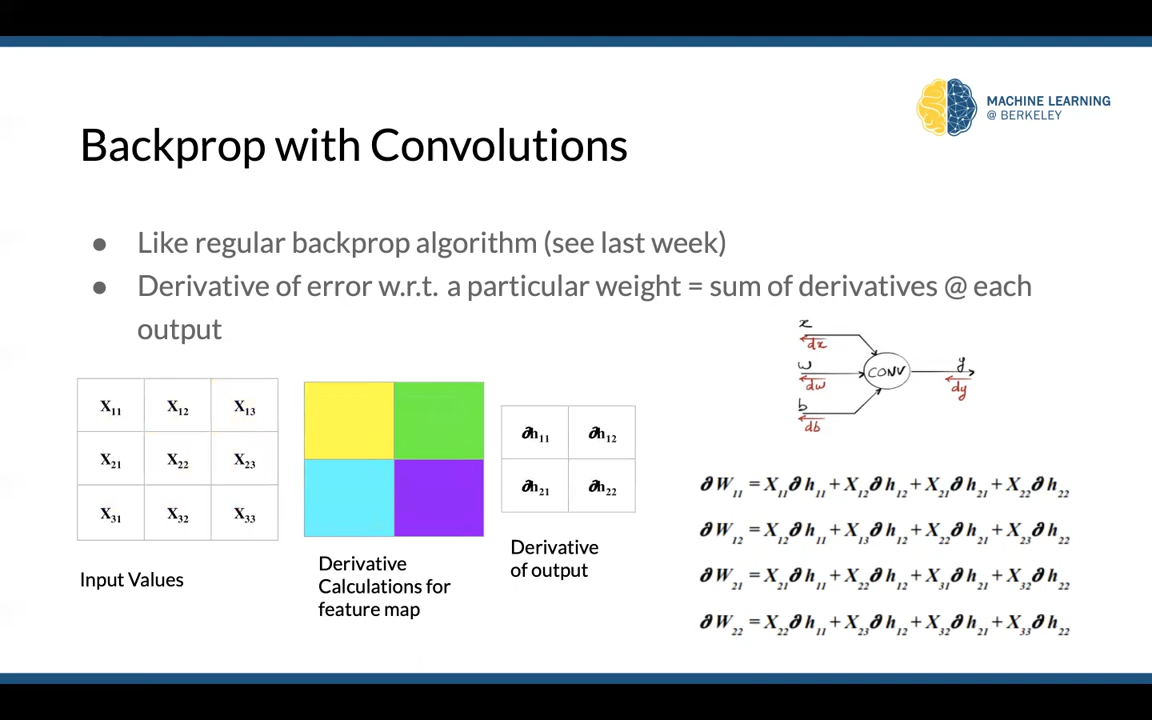 MACHINE LEARNING
@ BERKELEY
Backprop with Convolutions
● Like regular backprop algorithm (see last week)
● Derivative of error w.r.t. a particular weight = sum of derivatives @ each
output
X₁₁ X₁₂ X₁₃
X₂₁ X₂₂ X₂₃
X₃₁ X₃₂ X₃₃
Input Values
Derivative
Calculations for
feature map
∂h₁₁ ∂h₁₂
∂h₂₁ ∂h₂₂
Derivative
of output
x
dx
w
dw
b
db
CONV
y
dy
∂W₁₁ = X₁₁∂h₁₁ + X₁₂∂h₁₂ + X₂₁∂h₂₁ + X₂₂∂h₂₂
∂W₁₂ = X₁₂∂h₁₁ + X₁₃∂h₁₂ + X₂₂∂h₂₁ + X₂₃∂h₂₂
∂W₂₁ = X₂₁∂h₁₁ + X₂₂∂h₁₂ + X₃₁∂h₂₁ + X₃₂∂h₂₂
∂W₂₂ = X₂₂∂h₁₁ + X₂₃∂h₁₂ + X₃₂∂h₂₁ + X₃₃∂h₂₂